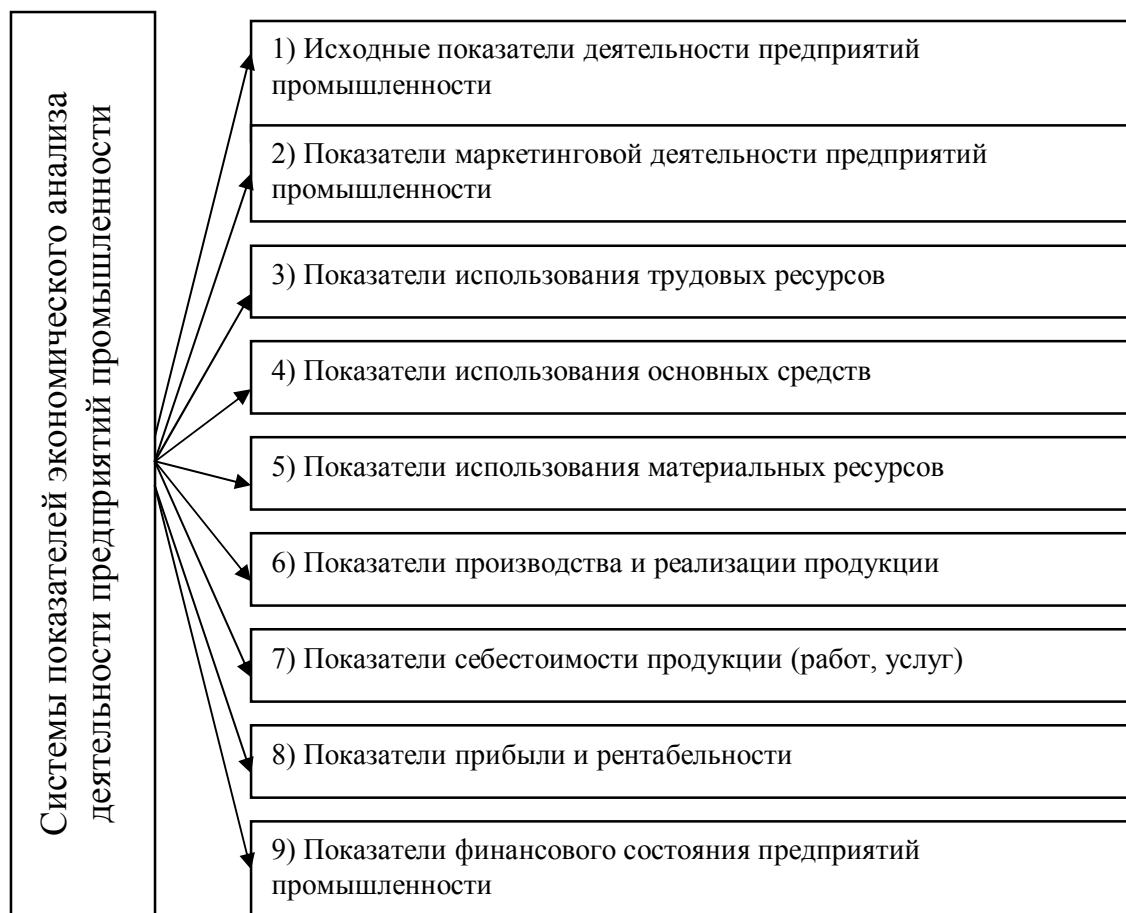 Системы показателей экономического анализа
деятельности предприятий промышленности
1) Исходные показатели деятельности предприятий
промышленности
2) Показатели маркетинговой деятельности предприятий
промышленности
3) Показатели использования трудовых ресурсов
4) Показатели использования основных средств
5) Показатели использования материальных ресурсов
6) Показатели производства и реализации продукции
7) Показатели себестоимости продукции (работ, услуг)
8) Показатели прибыли и рентабельности
9) Показатели финансового состояния предприятий
промышленности